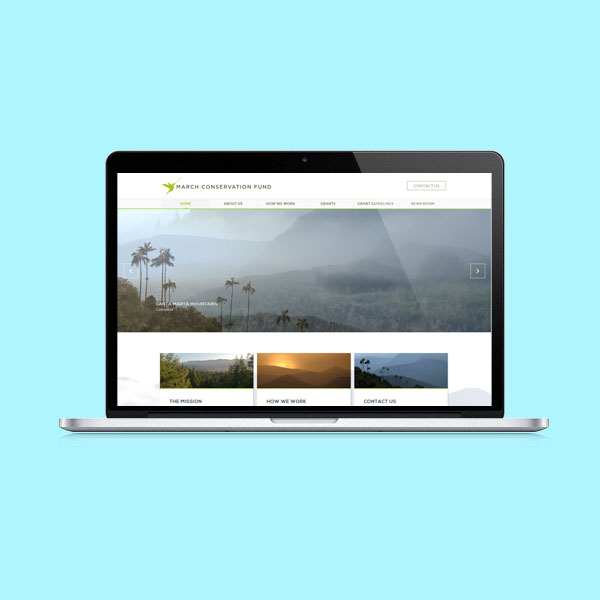 MARCH CONSERVATION FUND
CONTACT US
HOME ABOUT US HOW WE WORK GRANTS GRANT GUIDELINES NEWS ROOM
SANTA MARTA MOUNTAINS
THE MISSION HOW WE WORK CONTACT US